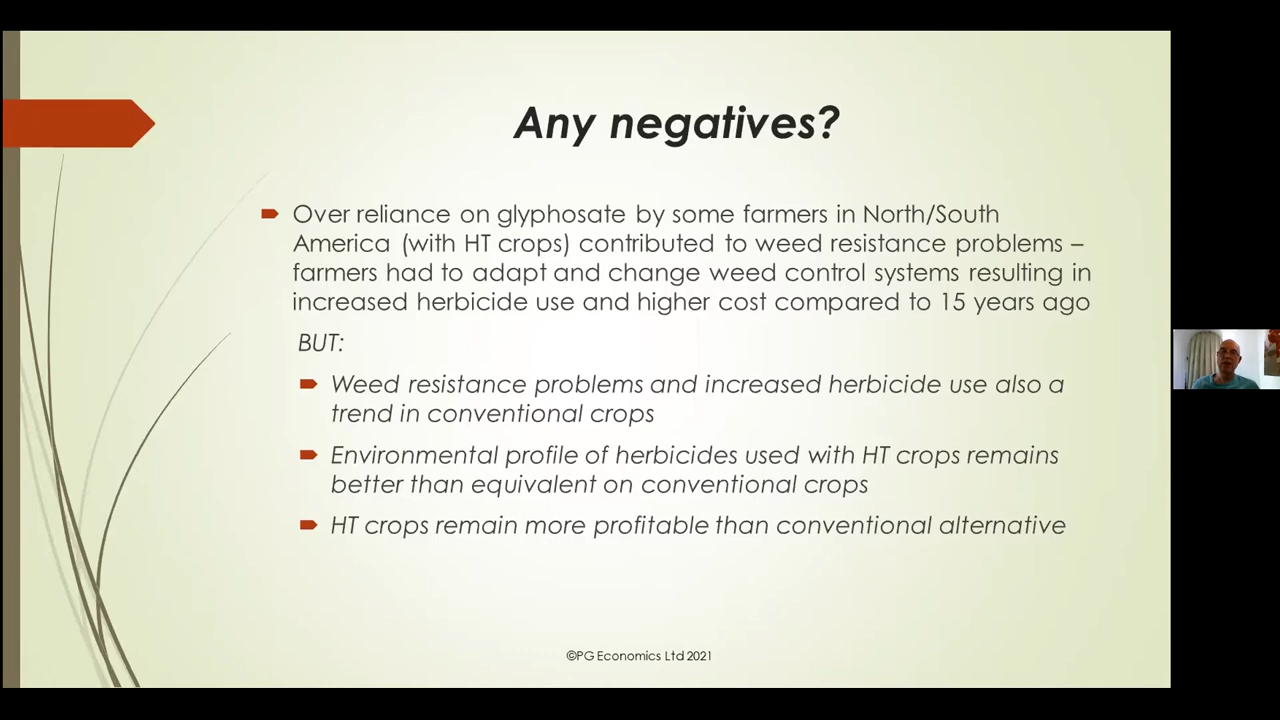 Any negatives?
Over reliance on glyphosate by some farmers in North/South
America (with HT crops) contributed to weed resistance problems –
farmers had to adapt and change weed control systems resulting in
increased herbicide use and higher cost compared to 15 years ago
BUT:
Weed resistance problems and increased herbicide use also a
trend in conventional crops
Environmental profile of herbicides used with HT crops remains
better than equivalent on conventional crops
HT crops remain more profitable than conventional alternative
©PG Economics Ltd 2021